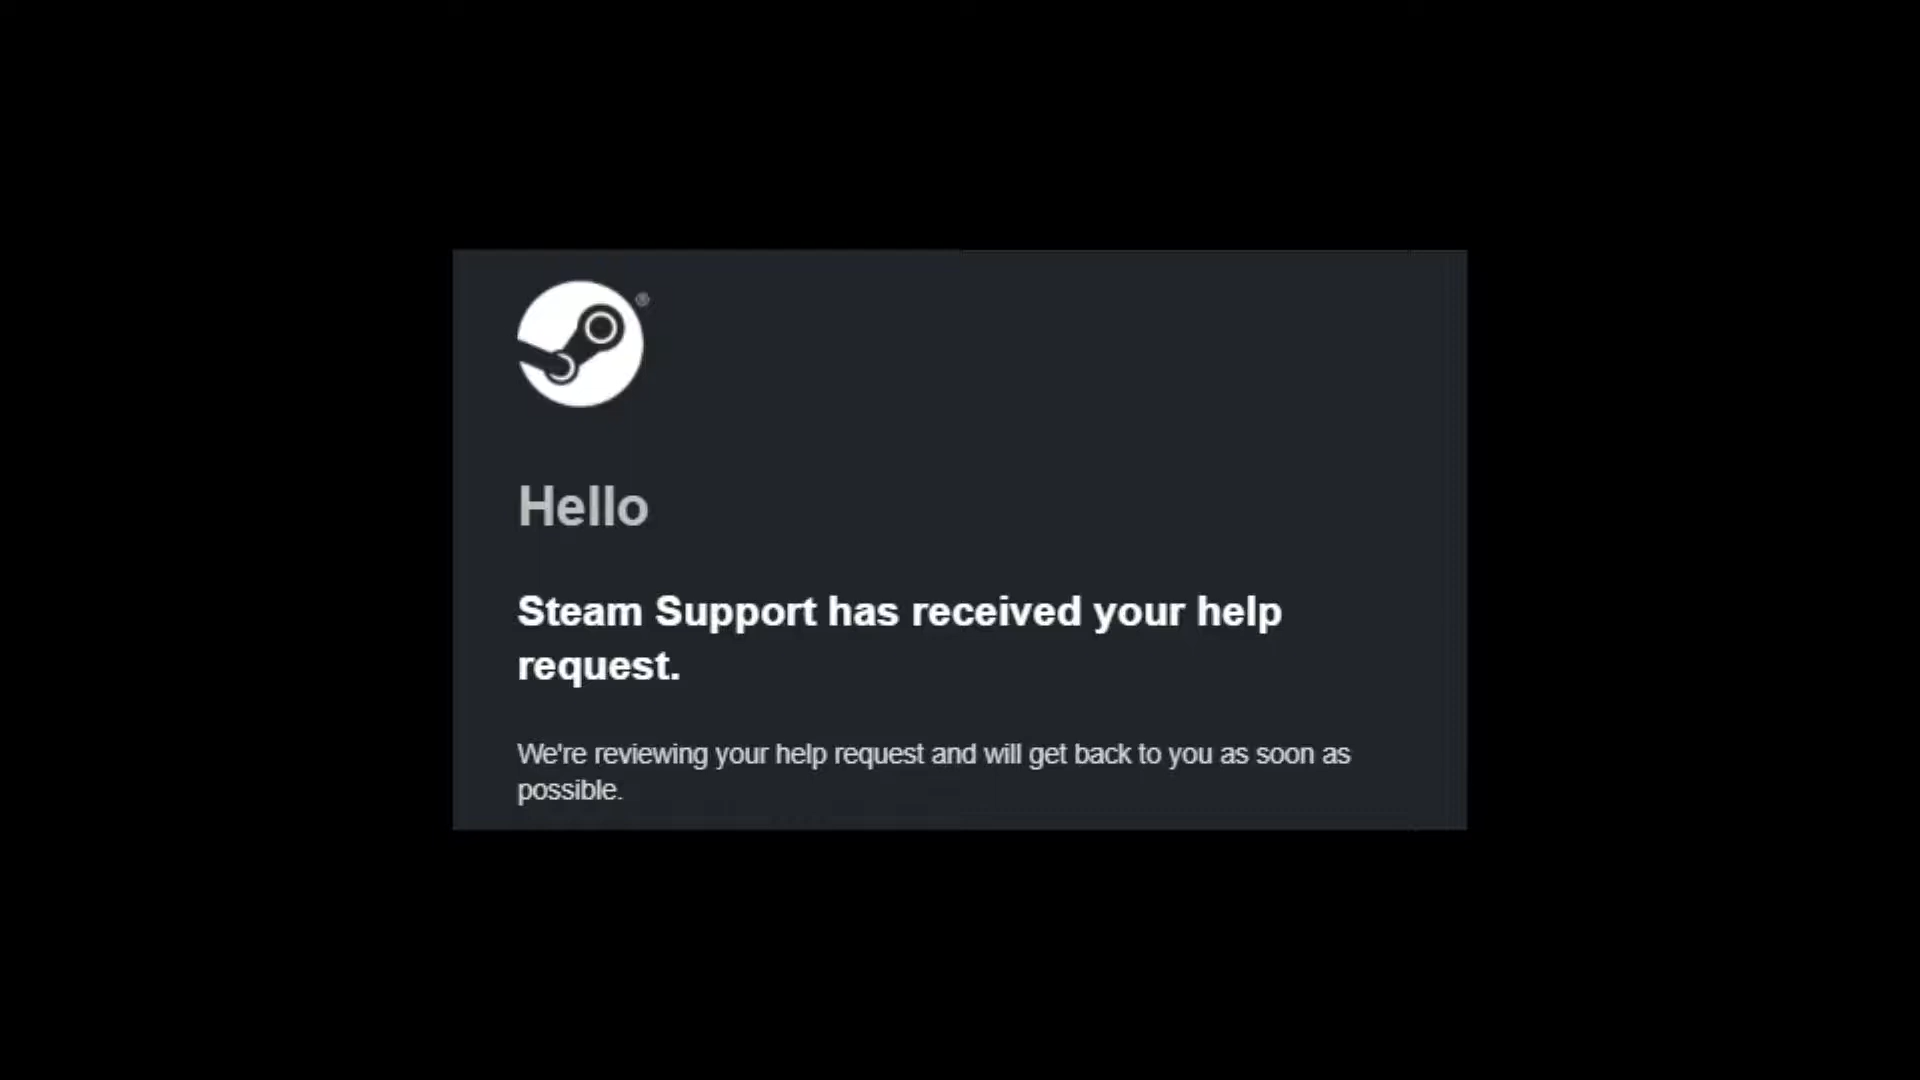 ®
Hello
Steam Support has received your help
request.
We're reviewing your help request and will get back to you as soon as
possible.